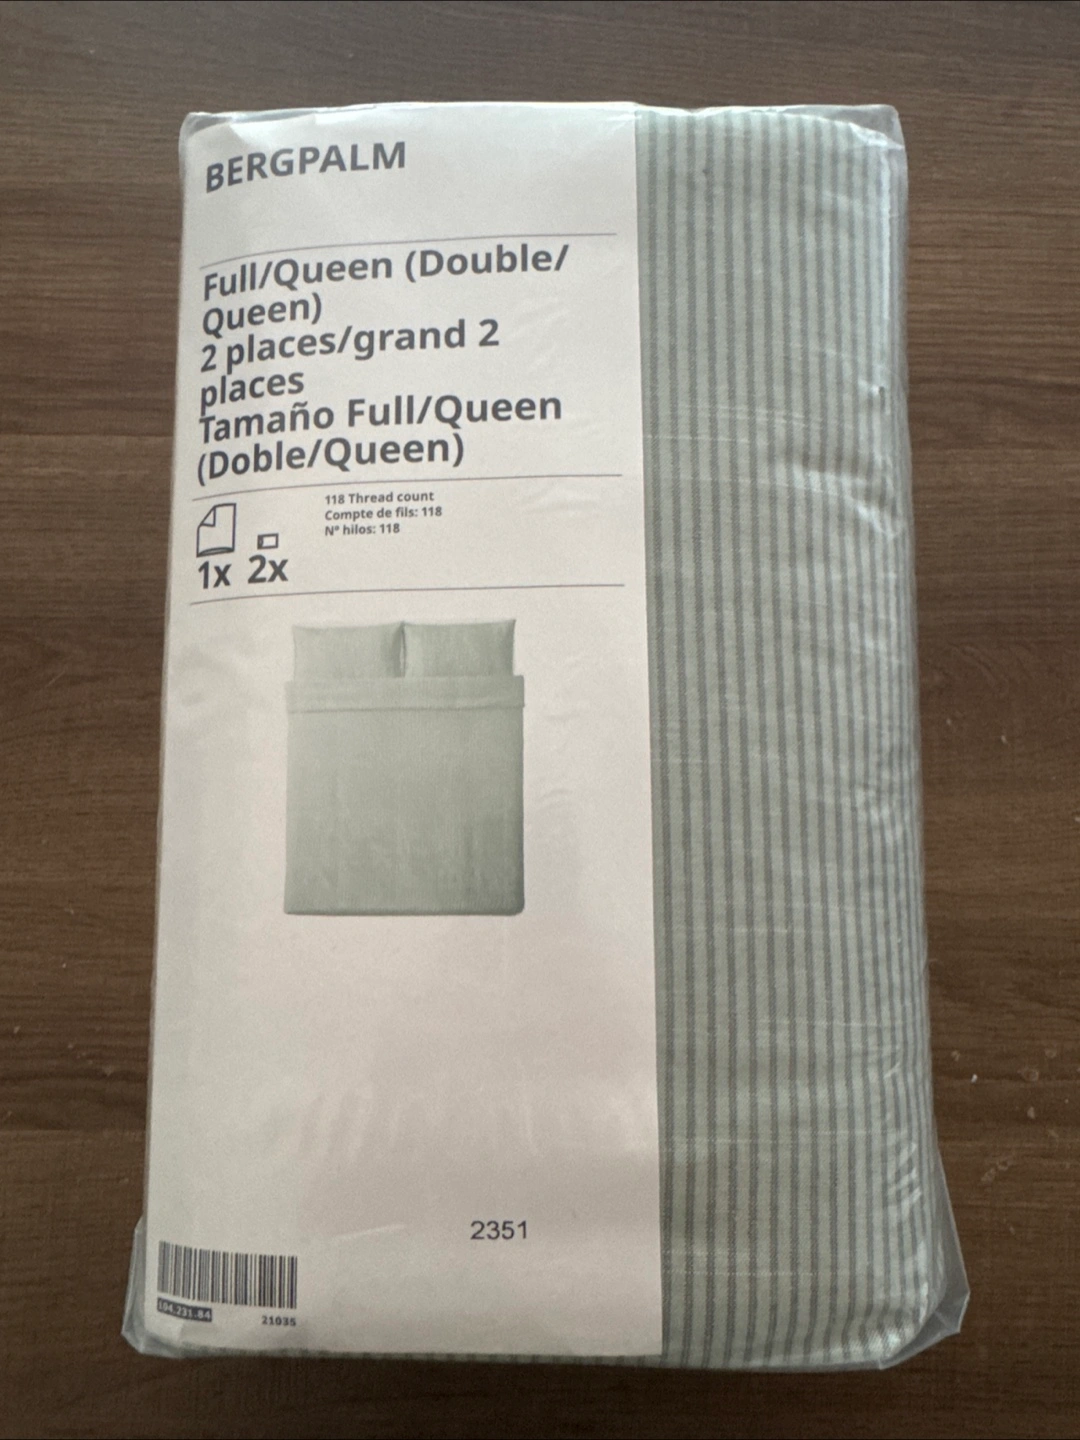 BERGPALM
Full/Queen (Double/
Queen)
2 places/grand 2
places
Tamaño Full/Queen
(Doble/Queen)
118 Thread count
Compte de fils: 118
Nº hilos: 118
1x 2x
2351
104.231.84
21035